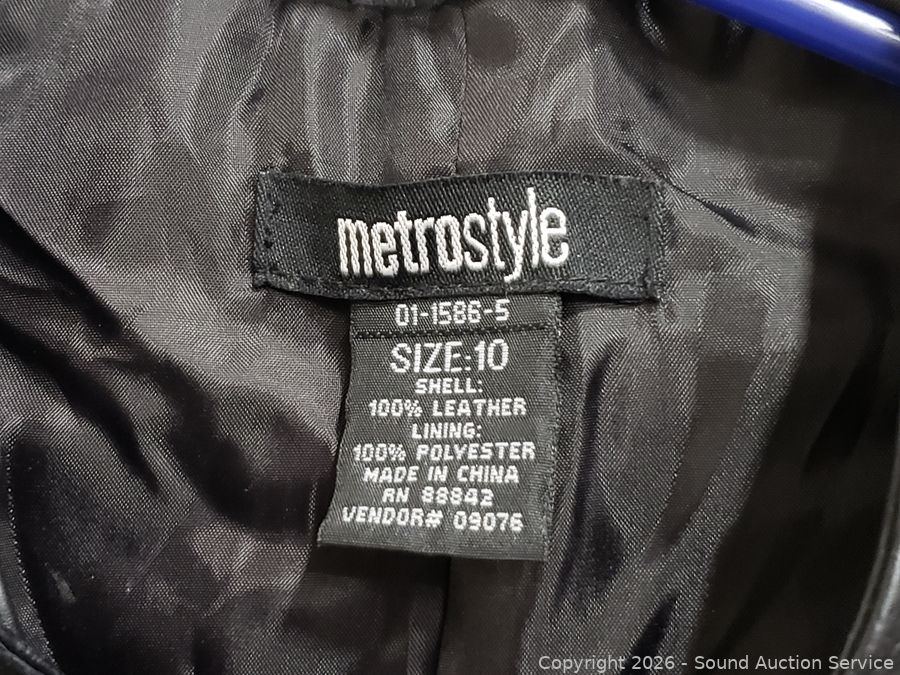 metrostyle
01-1586-5
SIZE:10
SHELL:
100% LEATHER
LINING:
100% POLYESTER
MADE IN CHINA
RN 88842
VENDOR# 09076
Copyright 2026 - Sound Auction Service